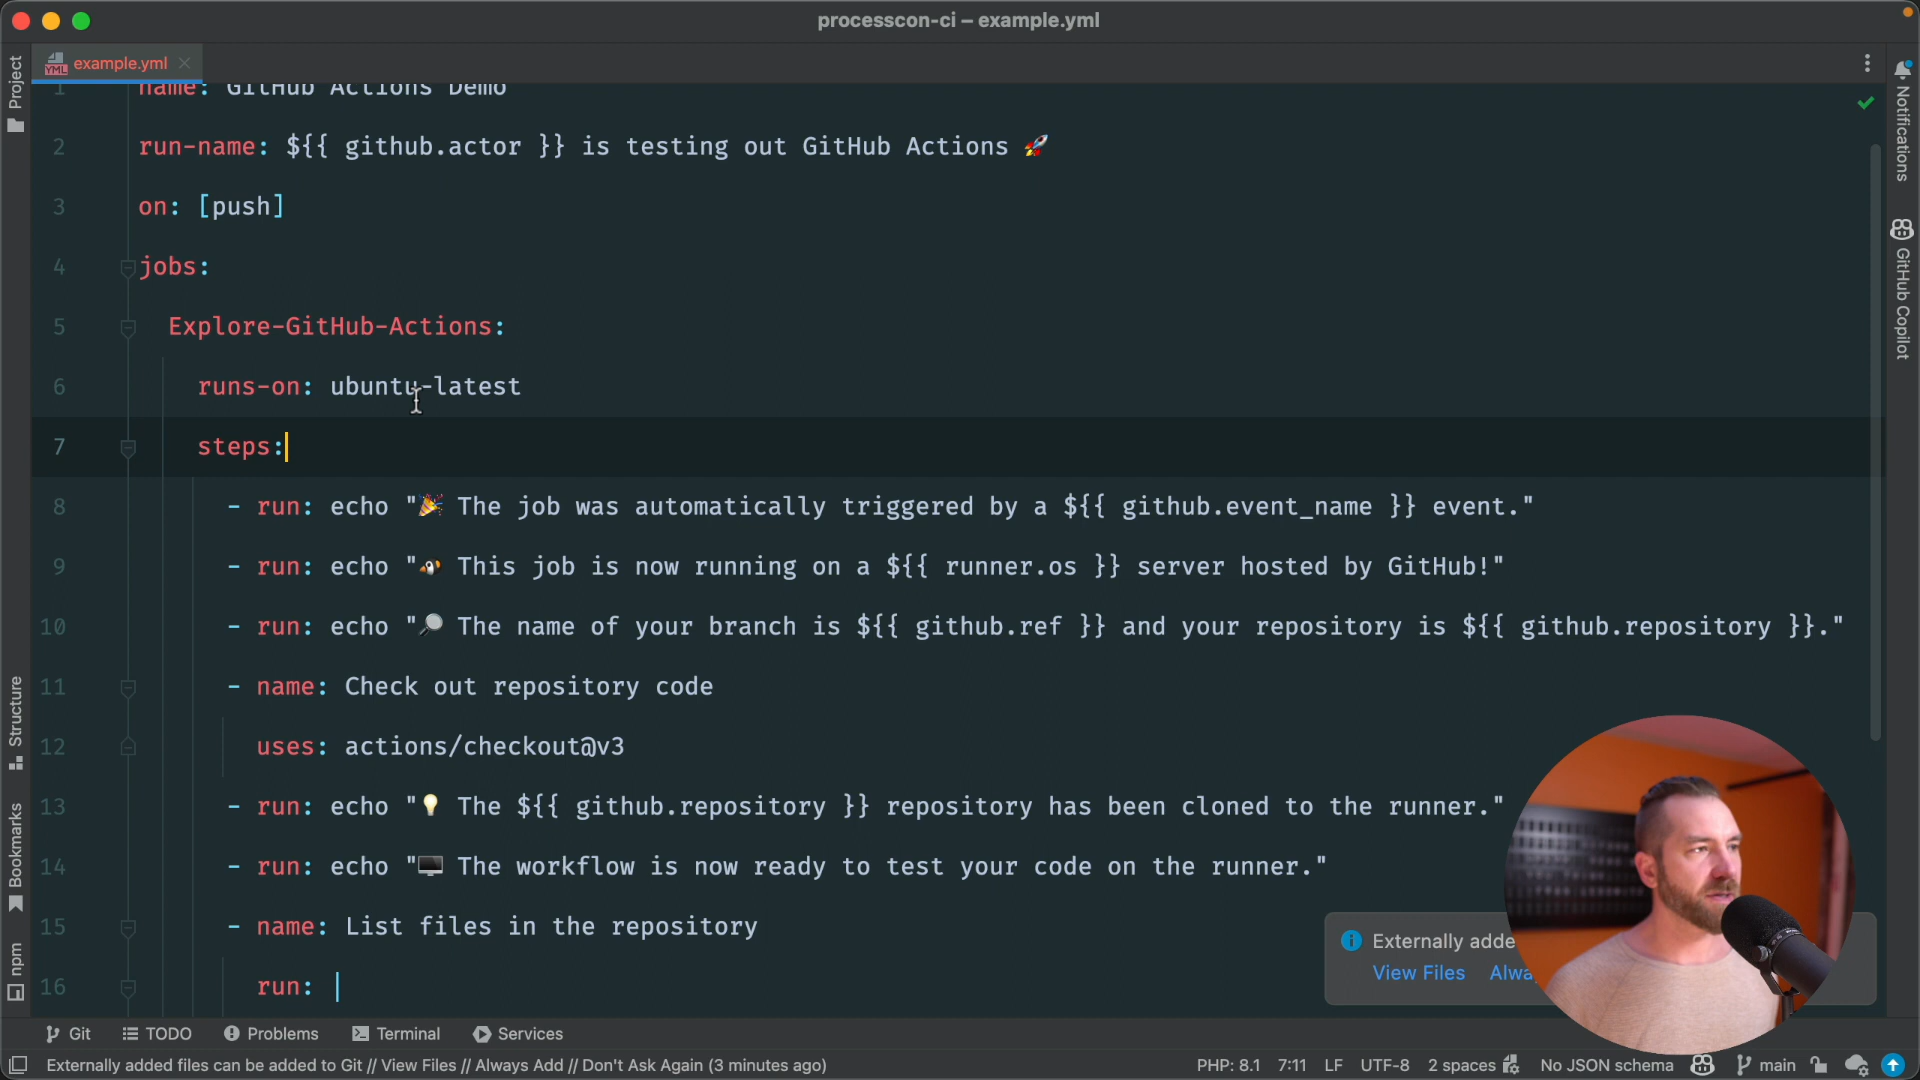 processcon-ci – example.yml
Project
example.yml
1 name: GitHub Actions Demo
2 run-name: ${{ github.actor }} is testing out GitHub Actions 🚀
3 on: [push]
4 jobs:
5 Explore-GitHub-Actions:
6 runs-on: ubuntu-latest
7 steps:
8 - run: echo "🎉 The job was automatically triggered by a ${{ github.event_name }} event."
9 - run: echo "🐧 This job is now running on a ${{ runner.os }} server hosted by GitHub!"
10 - run: echo "🔎 The name of your branch is ${{ github.ref }} and your repository is ${{ github.repository }}."
11 - name: Check out repository code
12 uses: actions/checkout@v3
13 - run: echo "💡 The ${{ github.repository }} repository has been cloned to the runner."
14 - run: echo "🖥️ The workflow is now ready to test your code on the runner."
15 - name: List files in the repository
16 run: |
Notifications
GitHub Copilot
Structure
Bookmarks
npm
YML
Externally adde
View Files Alwa
Git TODO Problems Terminal Services
Externally added files can be added to Git // View Files // Always Add // Don't Ask Again (3 minutes ago) PHP: 8.1 7:11 LF UTF-8 2 spaces No JSON schema main